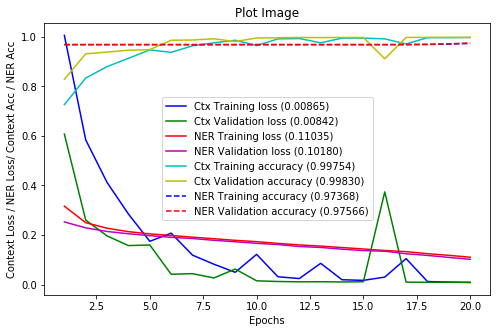 Plot Image
Context Loss / NER Loss/ Context Acc / NER Acc
1.0
0.8
0.6
0.4
0.2
0.0
Ctx Training loss (0.00865)
Ctx Validation loss (0.00842)
NER Training loss (0.11035)
NER Validation loss (0.10180)
Ctx Training accuracy (0.99754)
Ctx Validation accuracy (0.99830)
NER Training accuracy (0.97368)
NER Validation accuracy (0.97566)
2.5 5.0 7.5 10.0 12.5 15.0 17.5 20.0
Epochs